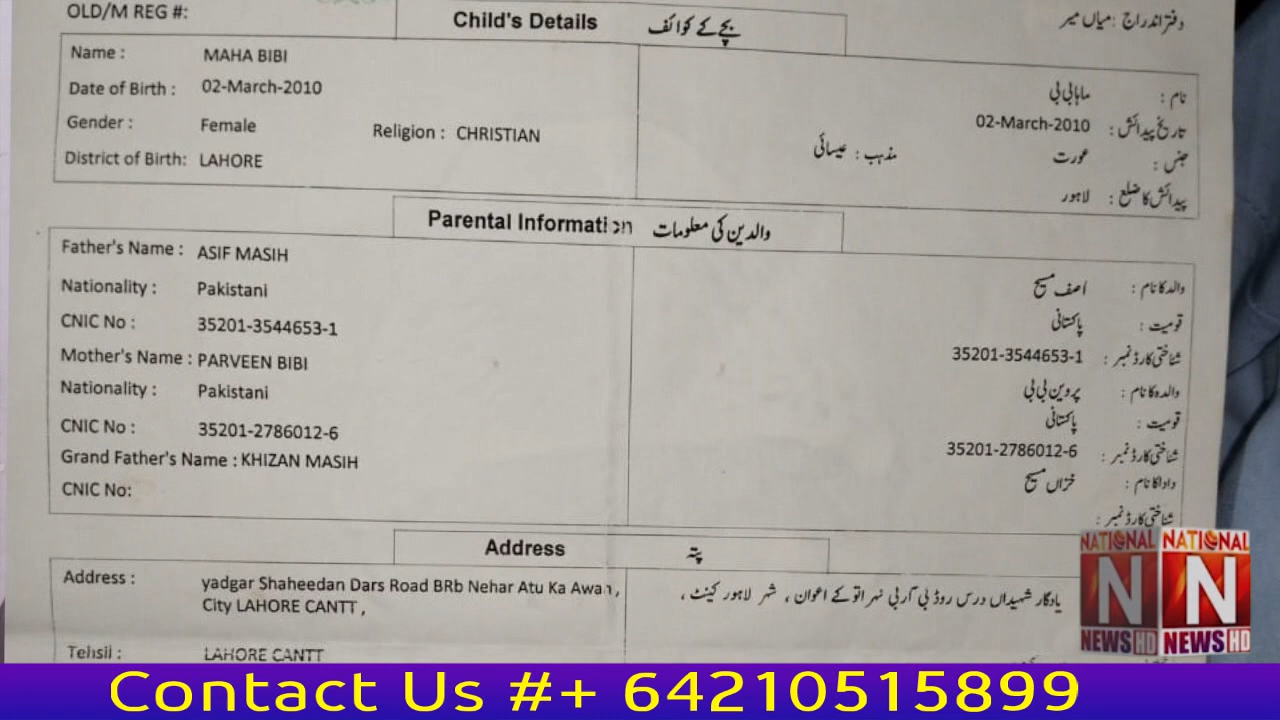 OLD/M REG #:
Child's Details بچے کے کوائف
دفتر اندراج : میاں میر
Name : MAHA BIBI
نام : ماہا بی بی
Date of Birth : 02-March-2010
تاریخ پیدائش : 02-March-2010
Gender : Female Religion : CHRISTIAN
جنس : عورت مذہب : عیسائی
District of Birth: LAHORE
پیدائش کا ضلع : لاہور
Parental Information والدین کی معلومات
Father's Name : ASIF MASIH
والد کا نام : آصف مسیح
Nationality : Pakistani
قومیت : پاکستانی
CNIC No : 35201-3544653-1
شناختی کارڈ نمبر : 35201-3544653-1
Mother's Name : PARVEEN BIBI
والدہ کا نام : پروین بی بی
Nationality : Pakistani
قومیت : پاکستانی
CNIC No : 35201-2786012-6
شناختی کارڈ نمبر : 35201-2786012-6
Grand Father's Name : KHIZAN MASIH
دادا کا نام : خزاں مسیح
CNIC No:
شناختی کارڈ نمبر :
Address پتہ
Address : yadgar Shaheedan Dars Road BRb Nehar Atu Ka Awan,
City LAHORE CANTT ,
یادگار شہیداں درس روڈ بی آر بی نہر اتو کے اعوان ، شہر لاہور کینٹ ،
Tehsil : LAHORE CANTT
NATIONAL NATIONAL
N N
NEWS HD NEWS HD
Contact Us #+ 64210515899